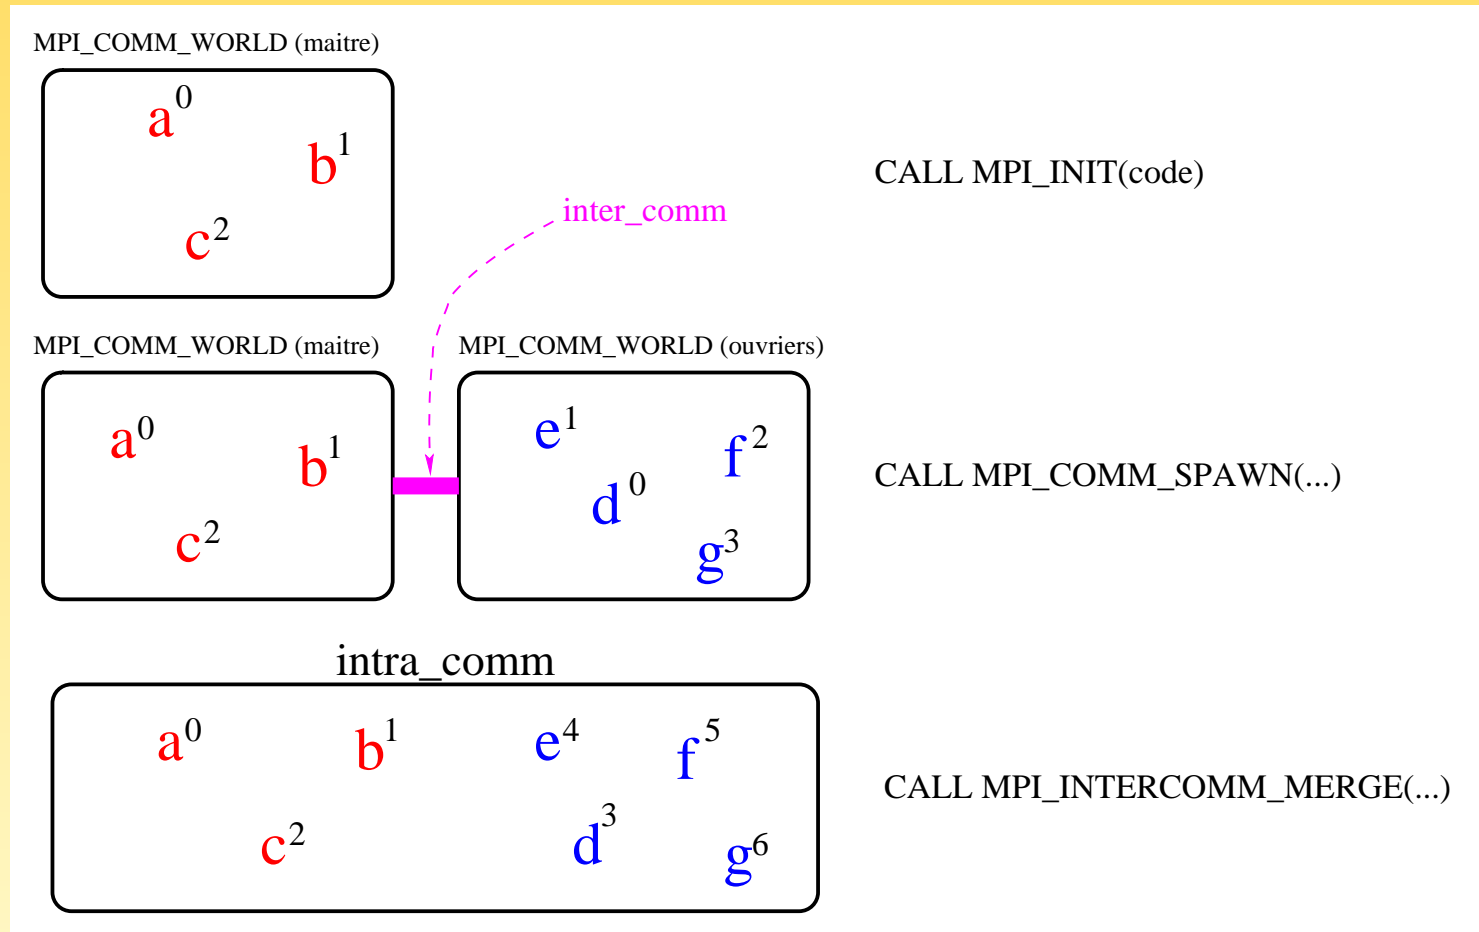 MPI_COMM_WORLD (maitre)
a0
b1
c2
CALL MPI_INIT(code)
inter_comm
MPI_COMM_WORLD (maitre)
MPI_COMM_WORLD (ouvriers)
a0
b1
c2
e1
f2
d0
g3
CALL MPI_COMM_SPAWN(...)
intra_comm
a0
b1
e4
f5
c2
d3
g6
CALL MPI_INTERCOMM_MERGE(...)